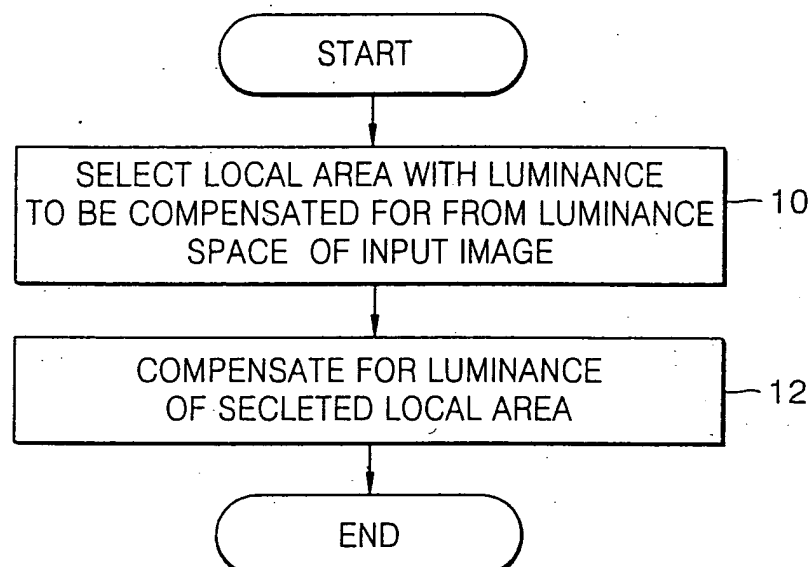 START
SELECT LOCAL AREA WITH LUMINANCE
TO BE COMPENSATED FOR FROM LUMINANCE
SPACE OF INPUT IMAGE
10
COMPENSATE FOR LUMINANCE
OF SECLETED LOCAL AREA
12
END